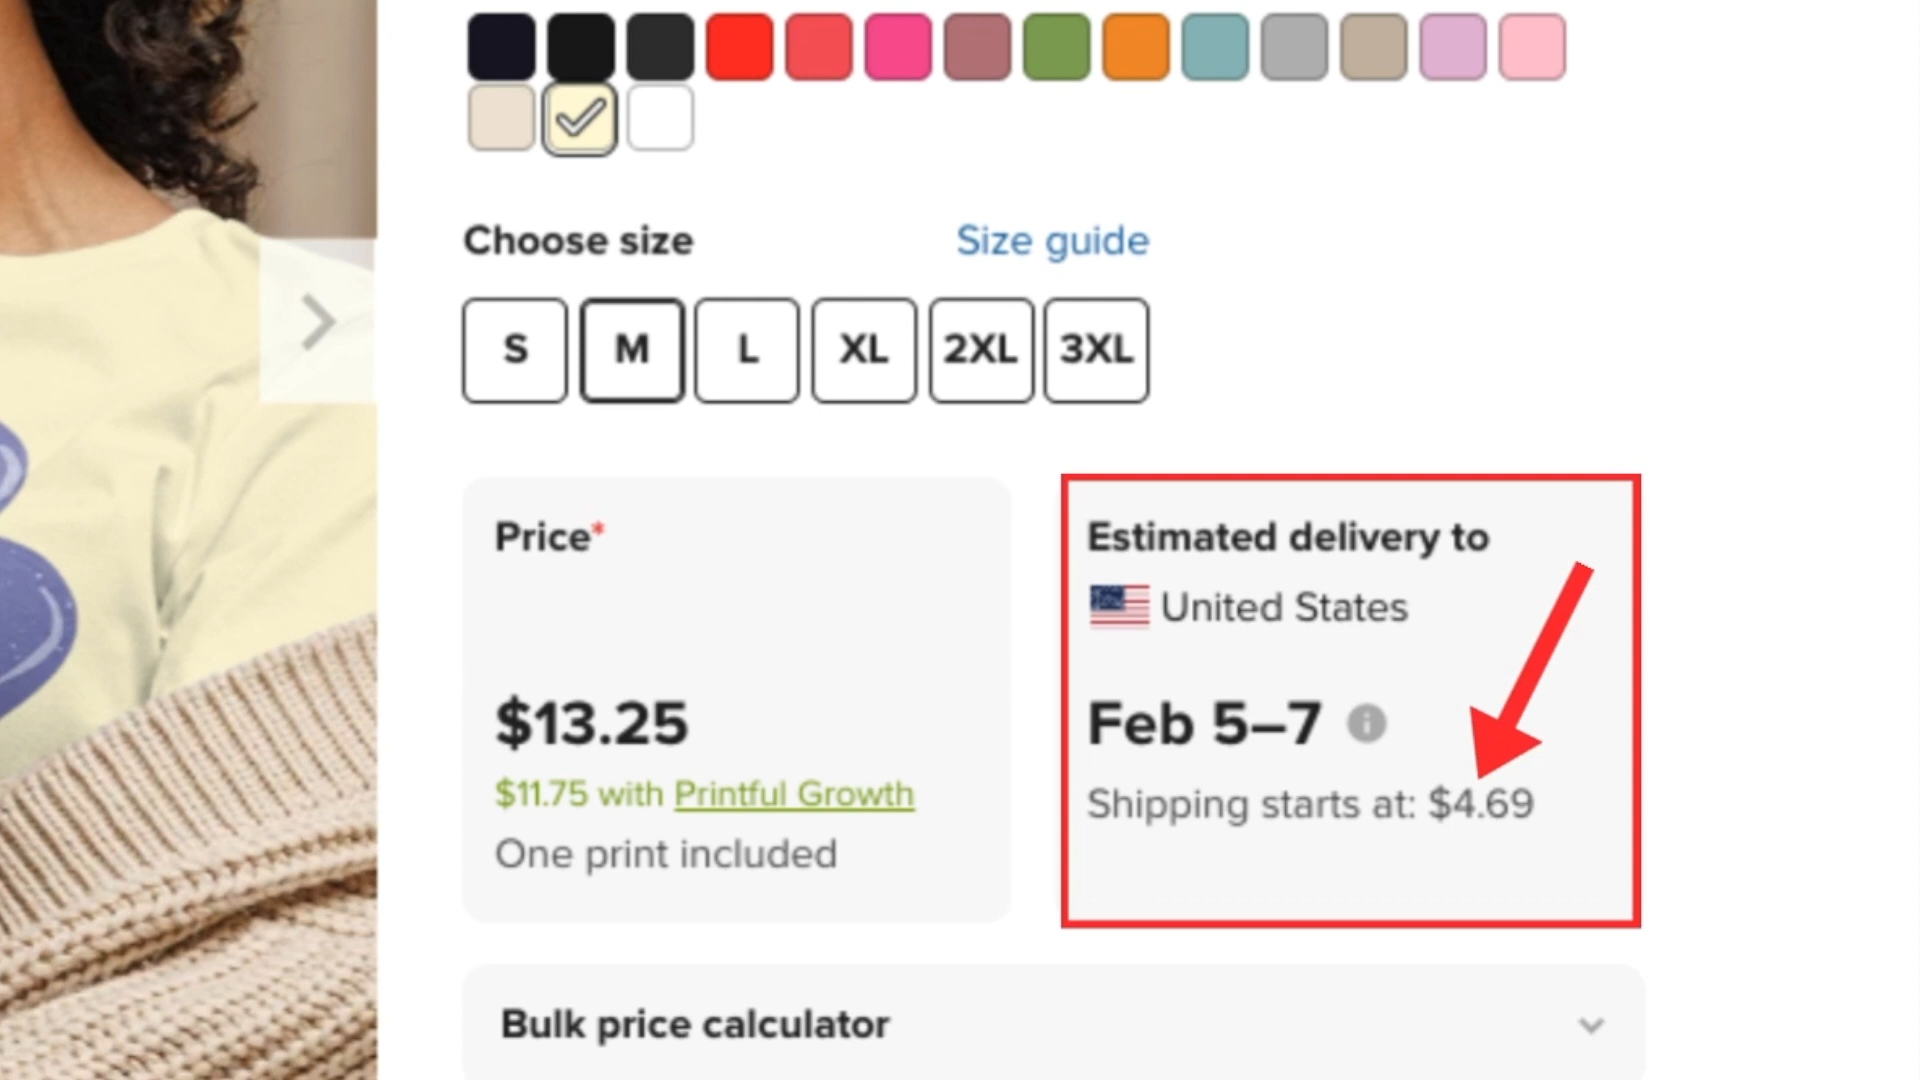 Choose size
Size guide
S
M
L
XL
2XL
3XL
Price*
$13.25
$11.75 with Printful Growth
One print included
Estimated delivery to
United States
Feb 5–7
Shipping starts at: $4.69
Bulk price calculator